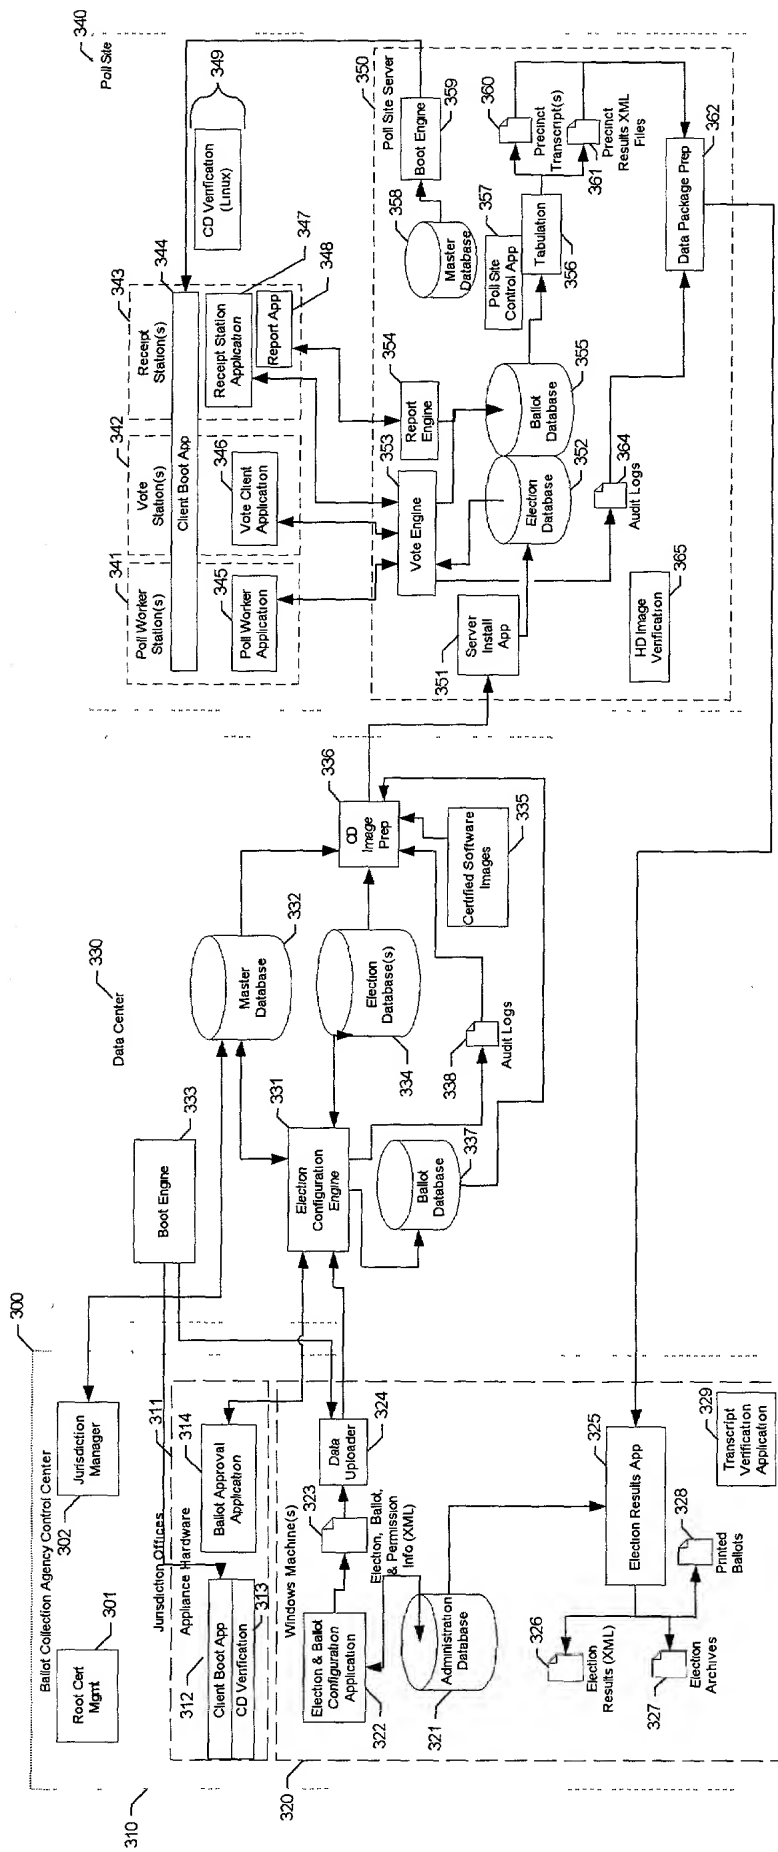 300
Ballot Collection Agency Control Center
Root Cert
Mgmt
301
Jurisdiction
Manager
302
310
Jurisdiction Offices
311
Appliance Hardware
312
Client Boot App
CD Verification
313
Ballot Approval
Application
314
320
Windows Machine(s)
Election & Ballot
Configuration
Application
322
323
Election, Ballot,
& Permission
Info (XML)
Data
Uploader
324
Administration
Database
321
Election Results App
325
326
Election
Results (XML)
327
Election
Archives
328
Printed
Ballots
329
Transcript
Verification
Application
330
Data Center
Boot Engine
333
Master
Database
332
331
Election
Configuration
Engine
Election
Database(s)
334
Ballot
Database
337
338
Audit Logs
336
CD
Image
Prep
Certified Software
Images
335
340
Poll Site
341
Poll Worker
Station(s)
342
Vote
Station(s)
343
Receipt
Station(s)
344
Client Boot App
345
Poll Worker
Application
346
Vote Client
Application
347
Receipt Station
Application
348
Report App
349
CD Verification
(Linux)
350
Poll Site Server
351
Server
Install
App
353
Vote Engine
354
Report
Engine
Election
Database
352
Ballot
Database
355
358
Master
Database
Boot Engine
359
357
Poll Site
Control App
Tabulation
356
360
Precinct
Transcript(s)
361
Precinct
Results XML
Files
Data Package Prep
362
364
Audit Logs
HD Image
Verification
365